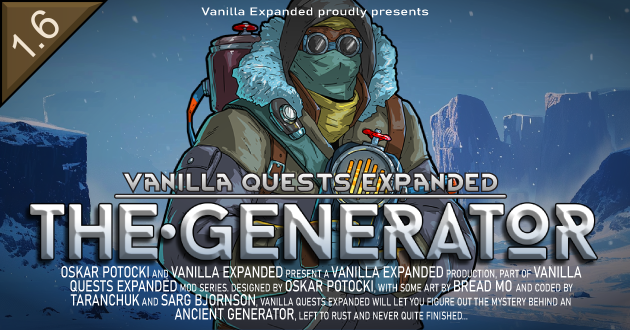 Vanilla Expanded proudly presents
1.6
VANILLA QUESTS EXPANDED
THE•GENERATOR
OSKAR POTOCKI AND VANILLA EXPANDED PRESENT A VANILLA EXPANDED PRODUCTION, PART OF VANILLA
QUESTS EXPANDED MOD SERIES. DESIGNED BY OSKAR POTOCKI, WITH SOME ART BY BREAD MO AND CODED BY
TARANCHUK AND SARG BJORNSON, VANILLA QUESTS EXPANDED WILL LET YOU FIGURE OUT THE MYSTERY BEHIND AN
ANCIENT GENERATOR, LEFT TO RUST AND NEVER QUITE FINISHED...